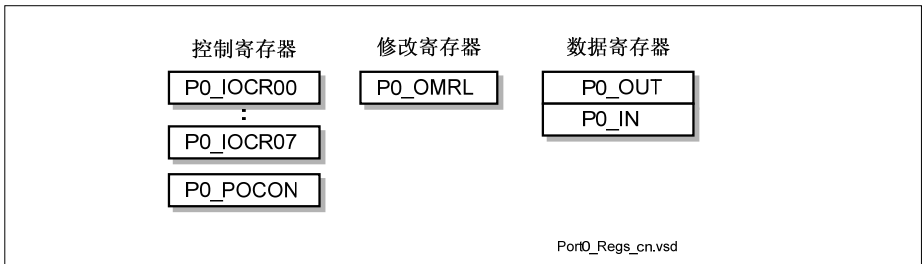 控制寄存器
P0_IOCR00
:
P0_IOCR07
P0_POCON
修改寄存器
P0_OMRL
数据寄存器
P0_OUT
P0_IN
Port0_Regs_cn.vsd